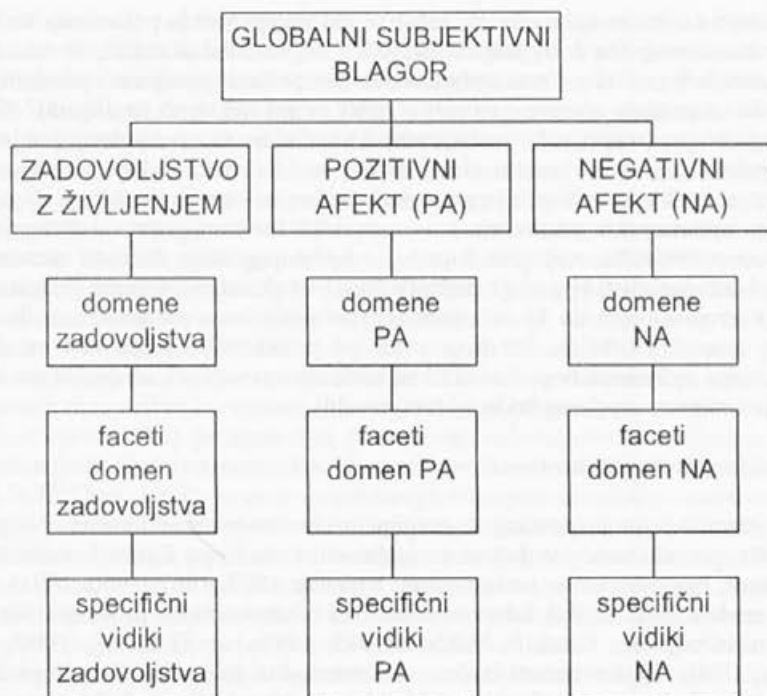 GLOBALNI SUBJEKTIVNI
BLAGOR
ZADOVOLJSTVO
Z ŽIVLJENJEM
POZITIVNI
AFEKT (PA)
NEGATIVNI
AFEKT (NA)
domene
zadovoljstva
domene
PA
domene
NA
faceti
domen
zadovoljstva
faceti
domen PA
faceti
domen NA
specifični
vidiki
zadovoljstva
specifični
vidiki
PA
specifični
vidiki
NA